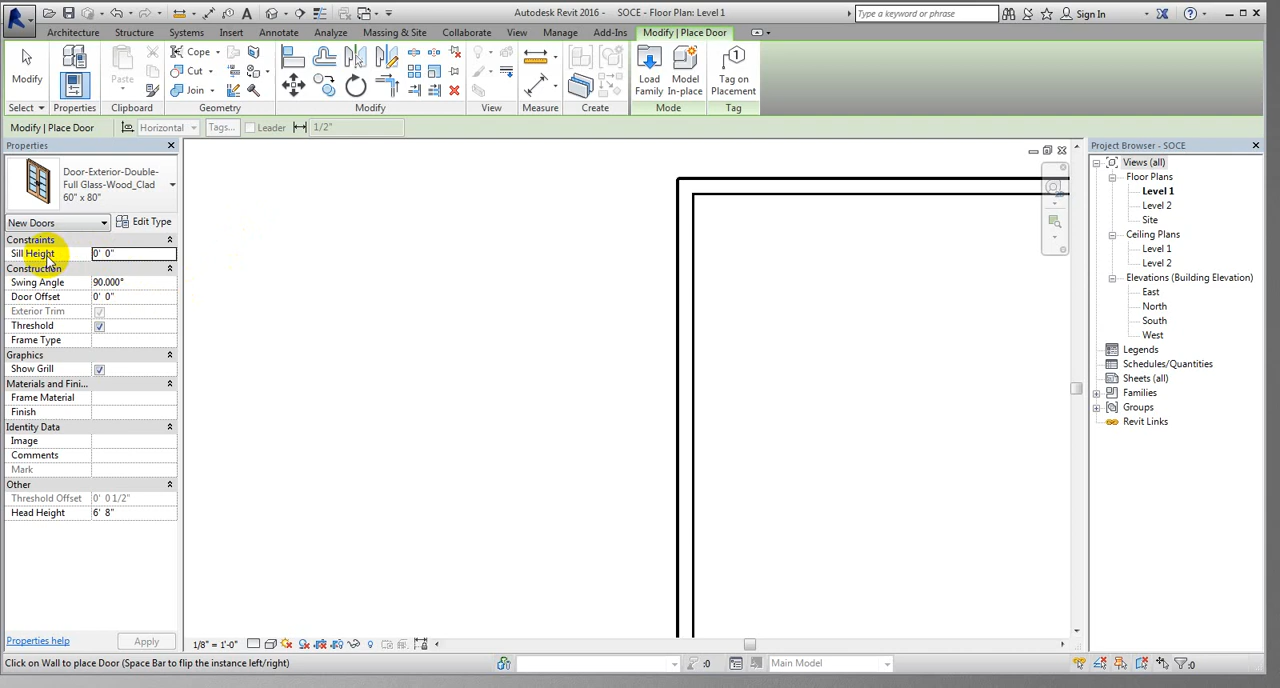 Autodesk Revit 2016 - SOCE - Floor Plan: Level 1
Type a keyword or phrase
Sign In
Architecture Structure Systems Insert Annotate Analyze Massing & Site Collaborate View Manage Add-Ins Modify | Place Door
Modify
Paste
Cope
Cut
Join
Load Family
Model In-place
Tag on Placement
Select Properties Clipboard Geometry Modify View Measure Create Mode Tag
Modify | Place Door
Horizontal
Tags...
Leader
1/2"
Properties
Door-Exterior-Double-
Full Glass-Wood_Clad
60" x 80"
New Doors
Edit Type
Constraints
Sill Height 0' 0"
Construction
Swing Angle 90.000°
Door Offset 0' 0"
Exterior Trim
Threshold
Frame Type
Graphics
Show Grill
Materials and Fini...
Frame Material
Finish
Identity Data
Image
Comments
Mark
Other
Threshold Offset 0' 0 1/2"
Head Height 6' 8"
Properties help
Apply
Project Browser - SOCE
Views (all)
Floor Plans
Level 1
Level 2
Site
Ceiling Plans
Level 1
Level 2
Elevations (Building Elevation)
East
North
South
West
Legends
Schedules/Quantities
Sheets (all)
Families
Groups
Revit Links
1/8" = 1'-0"
Click on Wall to place Door (Space Bar to flip the instance left/right)
:0
Main Model
:0